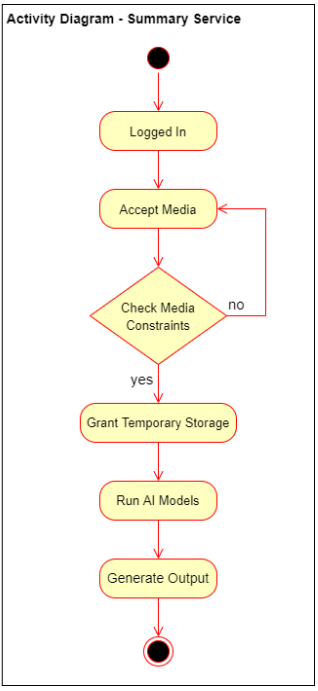 Activity Diagram - Summary Service
Logged In
Accept Media
Check Media
Constraints
no
yes
Grant Temporary Storage
Run AI Models
Generate Output